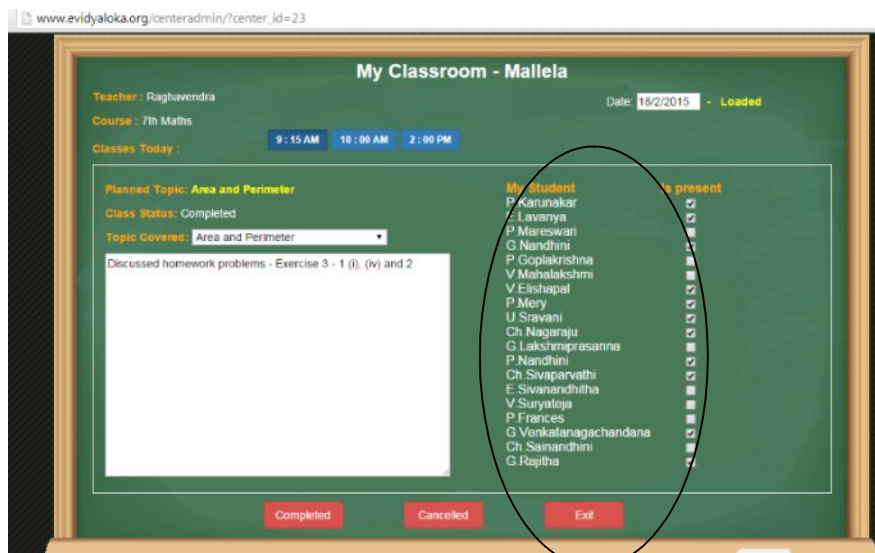 www.evidyaloka.org/centeradmin/?center_id=23
My Classroom - Mallela
Teacher : Raghavendra
Date: 18/2/2015 - Loaded
Course : 7th Maths
Classes Today :
9 : 15 AM 10 : 00 AM 2 : 00 PM
Planned Topic: Area and Perimeter
Class Status: Completed
Topic Covered: Area and Perimeter
Discussed homework problems - Exercise 3 - 1 (i), (iv) and 2
My Student Is present
P.Karunakar
E.Lavanya
P.Mareswari
G.Nandhini
P.Goplakrishna
V.Mahalakshmi
V.Elishapal
P.Mery
U.Sravani
Ch.Nagaraju
G.Lakshmiprasanna
P.Nandhini
Ch.Sivaparvathi
E.Sivanandhitha
V.Suryateja
P.Frances
G.Venkatanagachandana
Ch.Sainandhini
G.Rajitha
Completed Cancelled Exit